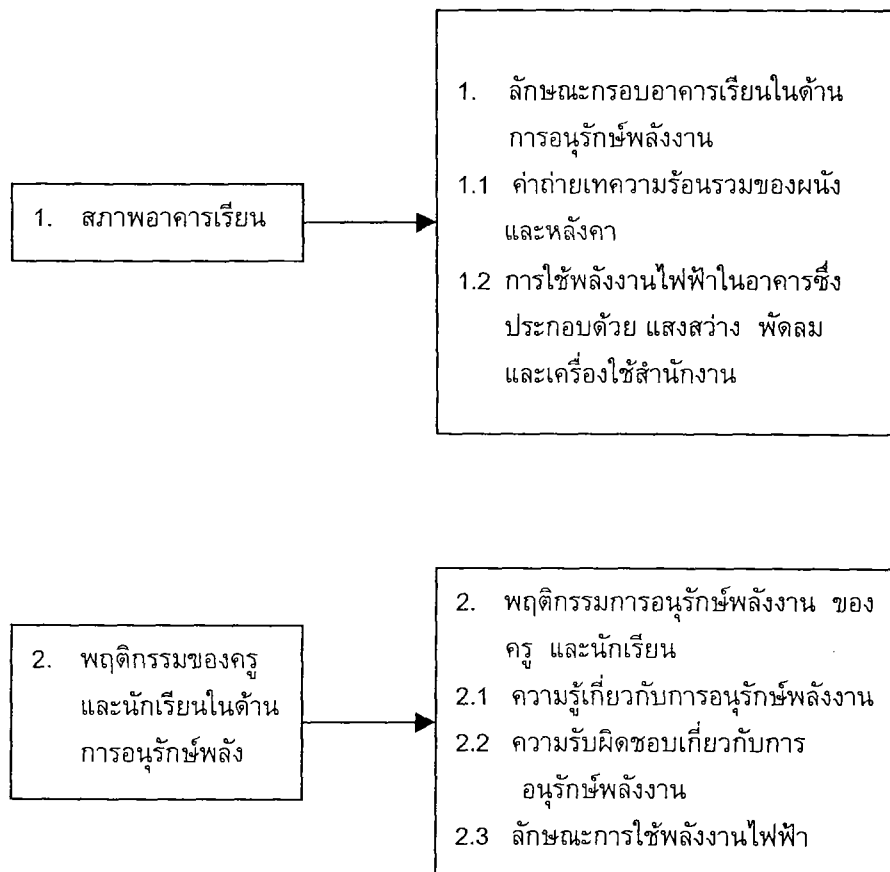 1. สภาพอาคารเรียน
1. ลักษณะกรอบอาคารเรียนในด้าน
การอนุรักษ์พลังงาน
1.1 ค่าถ่ายเทความร้อนรวมของผนัง
และหลังคา
1.2 การใช้พลังงานไฟฟ้าในอาคารซึ่ง
ประกอบด้วย แสงสว่าง พัดลม
และเครื่องใช้สำนักงาน
2. พฤติกรรมของครู
และนักเรียนในด้าน
การอนุรักษ์พลัง
2. พฤติกรรมการอนุรักษ์พลังงาน ของ
ครู และนักเรียน
2.1 ความรู้เกี่ยวกับการอนุรักษ์พลังงาน
2.2 ความรับผิดชอบเกี่ยวกับการ
อนุรักษ์พลังงาน
2.3 ลักษณะการใช้พลังงานไฟฟ้า